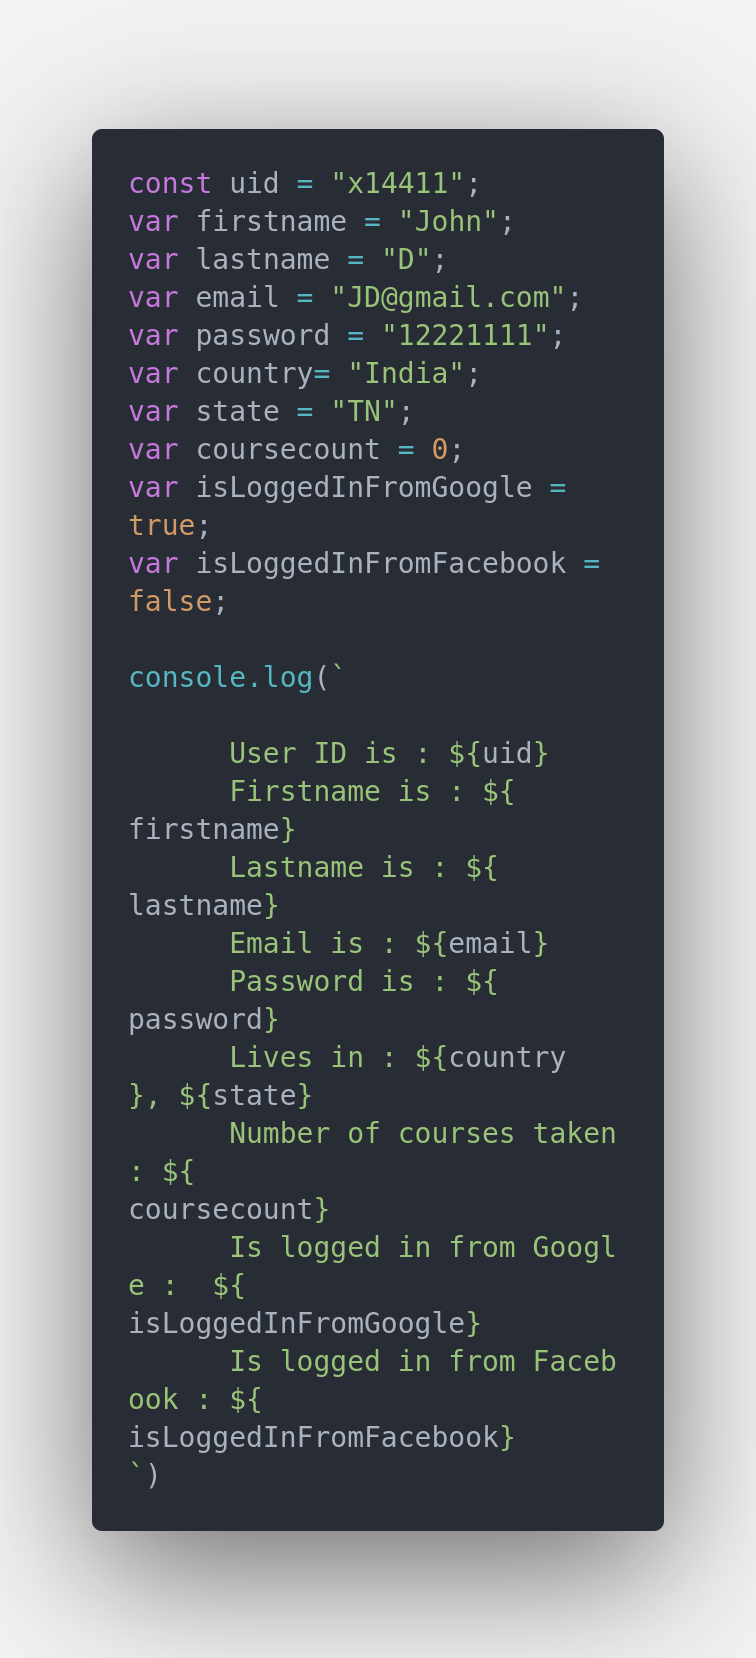 const uid = "x14411";
var firstname = "John";
var lastname = "D";
var email = "JD@gmail.com";
var password = "12221111";
var country= "India";
var state = "TN";
var coursecount = 0;
var isLoggedInFromGoogle =
true;
var isLoggedInFromFacebook =
false;

console.log(`

      User ID is : ${uid}
      Firstname is : ${
firstname}
      Lastname is : ${
lastname}
      Email is : ${email}
      Password is : ${
password}
      Lives in : ${country
}, ${state}
      Number of courses taken
: ${
coursecount}
      Is logged in from Googl
e :  ${
isLoggedInFromGoogle}
      Is logged in from Faceb
ook : ${
isLoggedInFromFacebook}
`)